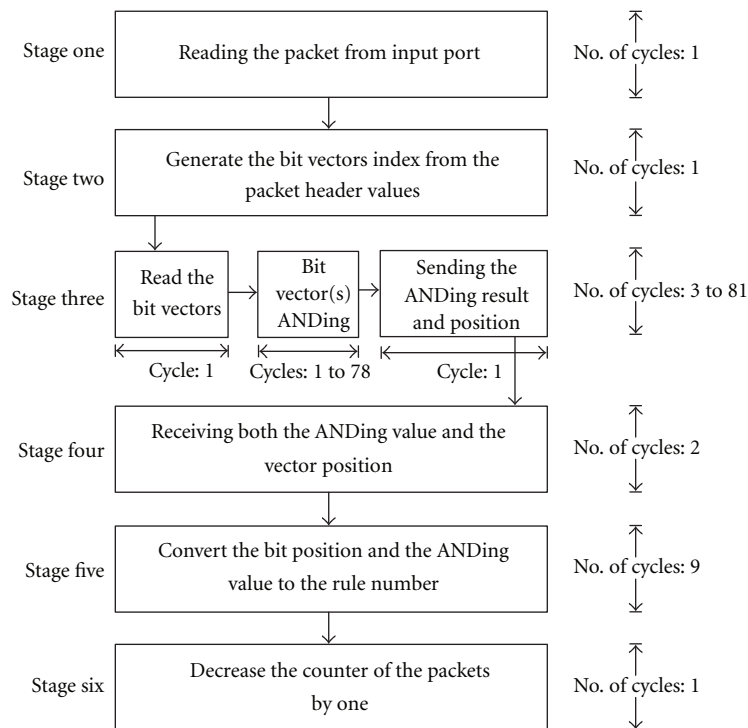 Stage one
Reading the packet from input port
No. of cycles: 1
Stage two
Generate the bit vectors index from the
packet header values
No. of cycles: 1
Stage three
Read the
bit vectors
Bit
vector(s)
ANDing
Sending the
ANDing result
and position
No. of cycles: 3 to 81
Cycle: 1
Cycles: 1 to 78
Cycle: 1
Stage four
Receiving both the ANDing value and the
vector position
No. of cycles: 2
Stage five
Convert the bit position and the ANDing
value to the rule number
No. of cycles: 9
Stage six
Decrease the counter of the packets
by one
No. of cycles: 1